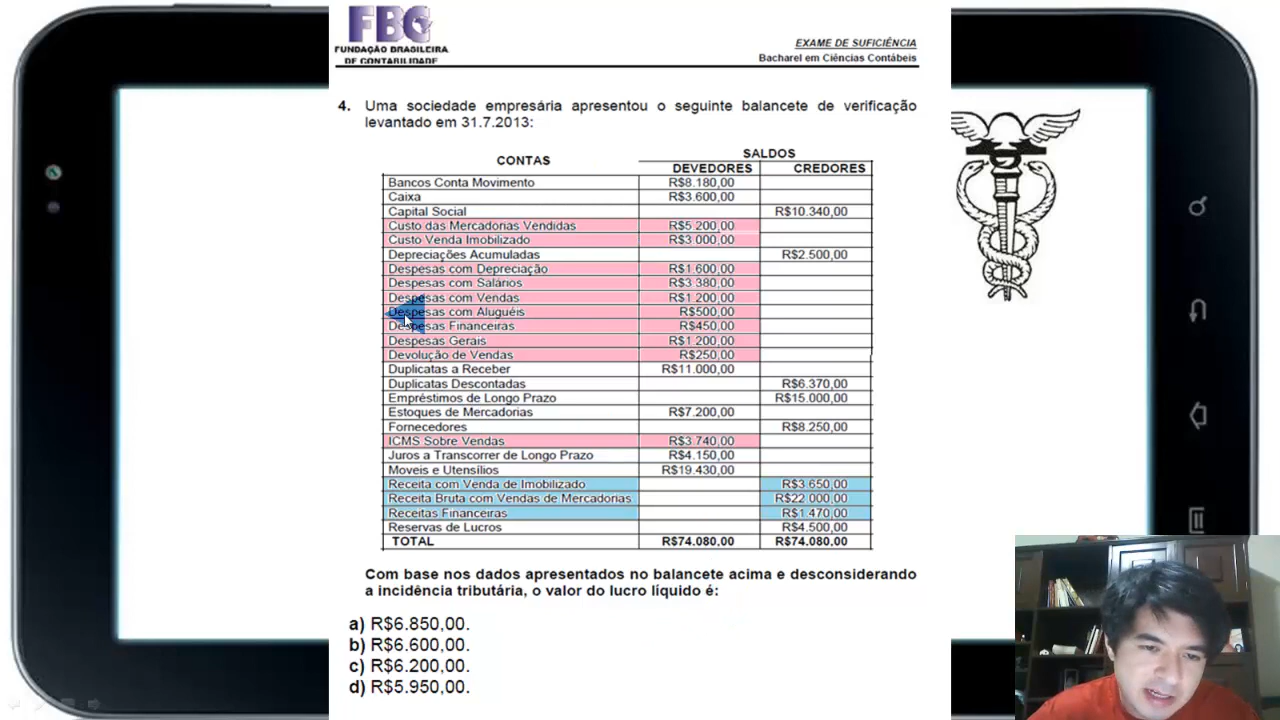 FBC
FUNDAÇÃO BRASILEIRA
DE CONTABILIDADE
EXAME DE SUFICIÊNCIA
Bacharel em Ciências Contábeis
4. Uma sociedade empresária apresentou o seguinte balancete de verificação
levantado em 31.7.2013:
CONTAS SALDOS
DEVEDORES CREDORES
Bancos Conta Movimento R$8.180,00
Caixa R$3.600,00
Capital Social R$10.340,00
Custo das Mercadorias Vendidas R$5.200,00
Custo Venda Imobilizado R$3.000,00
Depreciações Acumuladas R$2.500,00
Despesas com Depreciação R$1.600,00
Despesas com Salários R$3.380,00
Despesas com Vendas R$1.200,00
Despesas com Aluguéis R$500,00
Despesas Financeiras R$450,00
Despesas Gerais R$1.200,00
Devolução de Vendas R$250,00
Duplicatas a Receber R$11.000,00
Duplicatas Descontadas R$6.370,00
Empréstimos de Longo Prazo R$15.000,00
Estoques de Mercadorias R$7.200,00
Fornecedores R$8.250,00
ICMS Sobre Vendas R$3.740,00
Juros a Transcorrer de Longo Prazo R$4.150,00
Moveis e Utensílios R$19.430,00
Receita com Venda de Imobilizado R$3.650,00
Receita Bruta com Vendas de Mercadorias R$22.000,00
Receitas Financeiras R$1.470,00
Reservas de Lucros R$4.500,00
TOTAL R$74.080,00 R$74.080,00
Com base nos dados apresentados no balancete acima e desconsiderando
a incidência tributária, o valor do lucro líquido é:
a) R$6.850,00.
b) R$6.600,00.
c) R$6.200,00.
d) R$5.950,00.